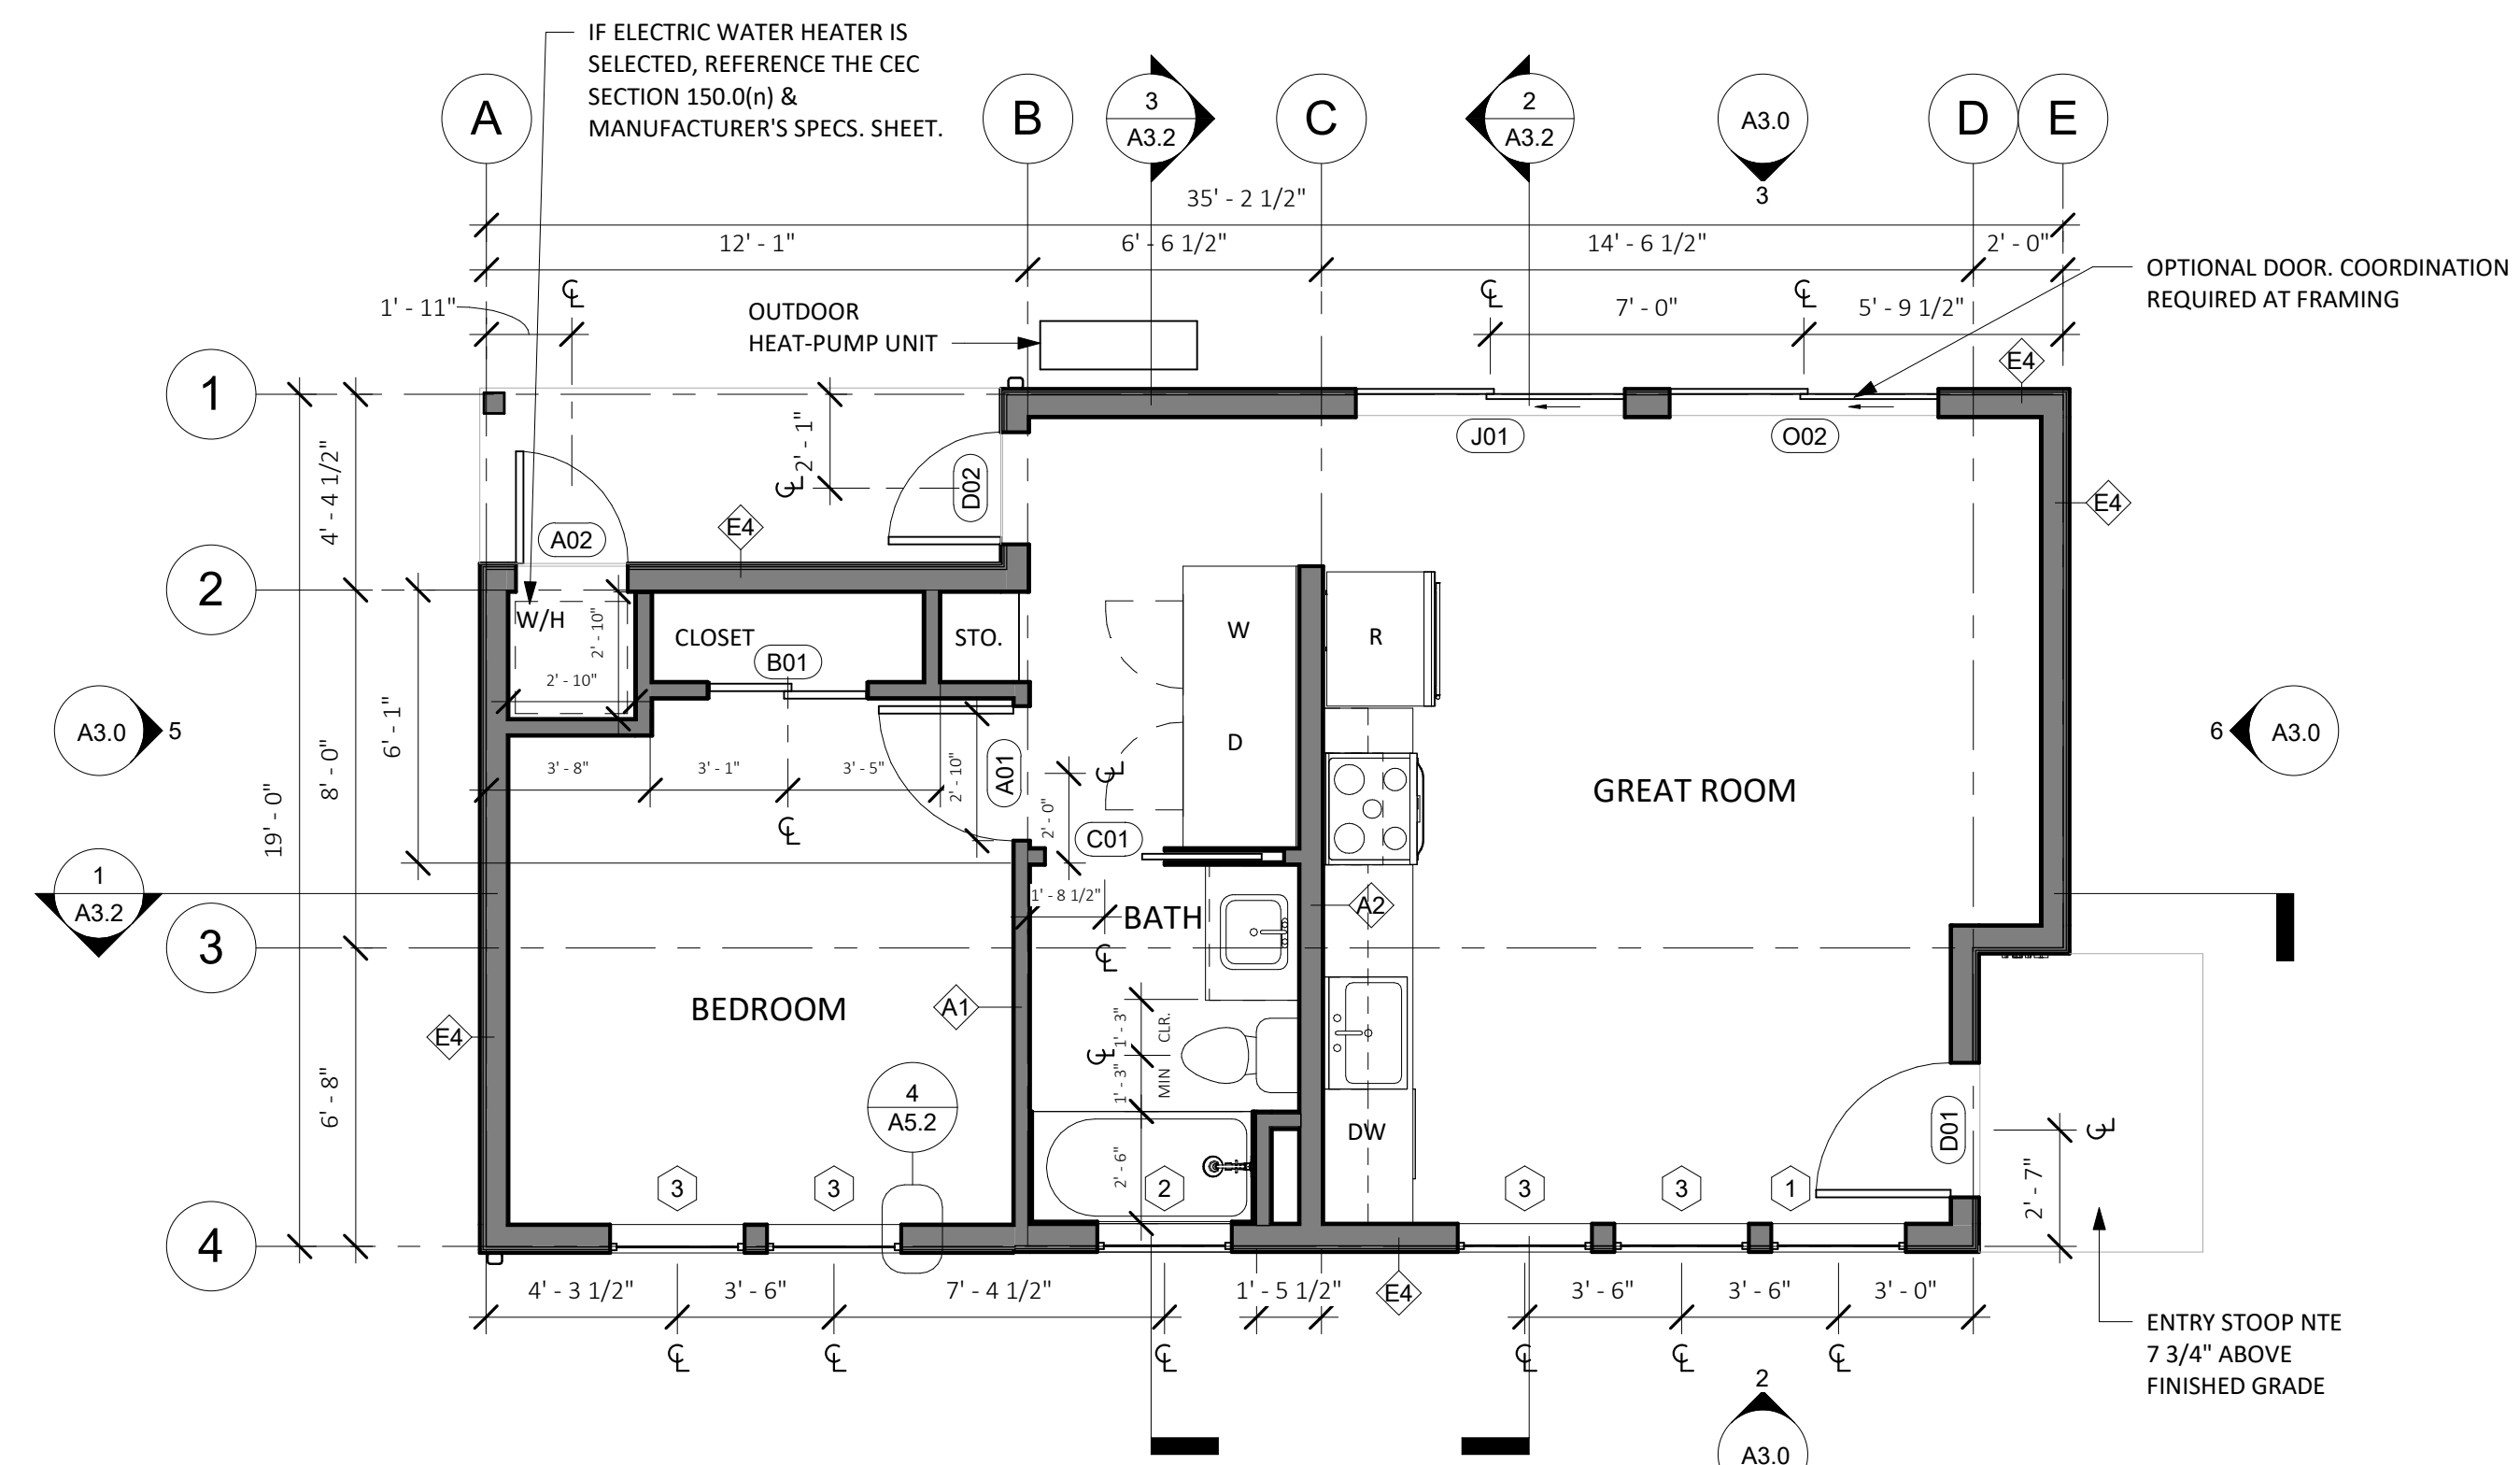 IF ELECTRIC WATER HEATER IS
SELECTED, REFERENCE THE CEC
SECTION 150.0(n) &
MANUFACTURER'S SPECS. SHEET.
A
B
3
A3.2
C
2
A3.2
A3.0
3
D
E
35' - 2 1/2"
12' - 1"
6' - 6 1/2"
14' - 6 1/2"
2' - 0"
OPTIONAL DOOR. COORDINATION
REQUIRED AT FRAMING
1' - 11"
℄
OUTDOOR
HEAT-PUMP UNIT
℄
7' - 0"
℄
5' - 9 1/2"
E4
1
4' - 4 1/2"
2' - 1"
℄
D02
J01
O02
A02
E4
E4
2
W/H
2' - 10"
2' - 10"
CLOSET
B01
STO.
W
R
A3.0
5
19' - 0"
8' - 0"
6' - 1"
3' - 8"
3' - 1"
3' - 5"
℄
2' - 10"
A01
℄
2' - 0"
C01
D
GREAT ROOM
6
A3.0
1
A3.2
1' - 8 1/2"
℄
BATH
A2
3
BEDROOM
A1
E4
6' - 8"
1' - 3"
CLR.
℄
1' - 3"
MIN
4
A5.2
2' - 6"
DW
D01
℄
2' - 7"
3
3
2
3
3
1
4
4' - 3 1/2"
3' - 6"
7' - 4 1/2"
1' - 5 1/2"
E4
3' - 6"
3' - 6"
3' - 0"
℄
℄
℄
℄
℄
℄
ENTRY STOOP NTE
7 3/4" ABOVE
FINISHED GRADE
2
A3.0